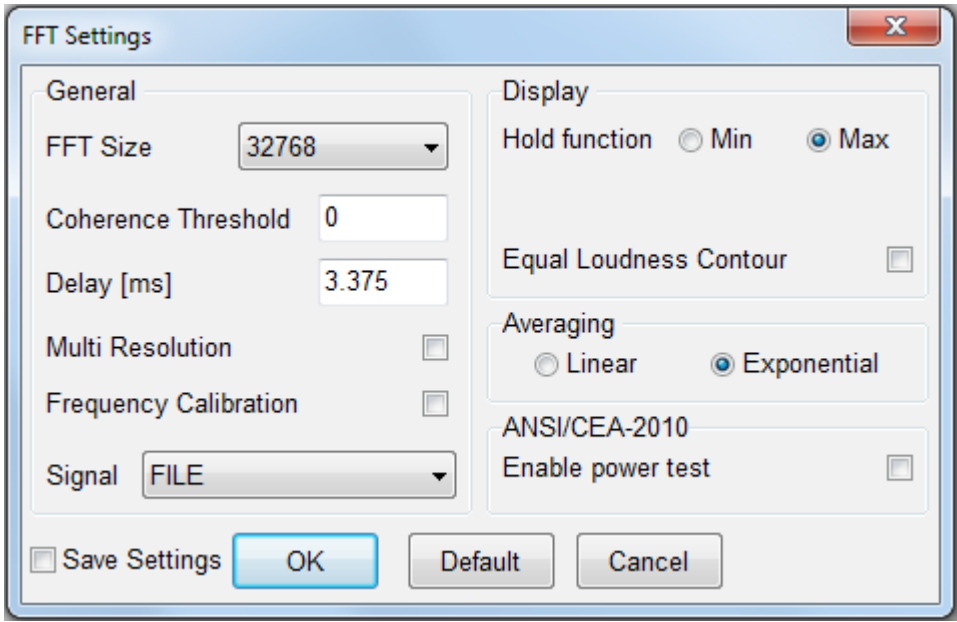 FFT Settings
General
FFT Size 32768
Coherence Threshold 0
Delay [ms] 3.375
Multi Resolution
Frequency Calibration
Signal FILE
Display
Hold function Min Max
Equal Loudness Contour
Averaging
Linear Exponential
ANSI/CEA-2010
Enable power test
Save Settings OK Default Cancel